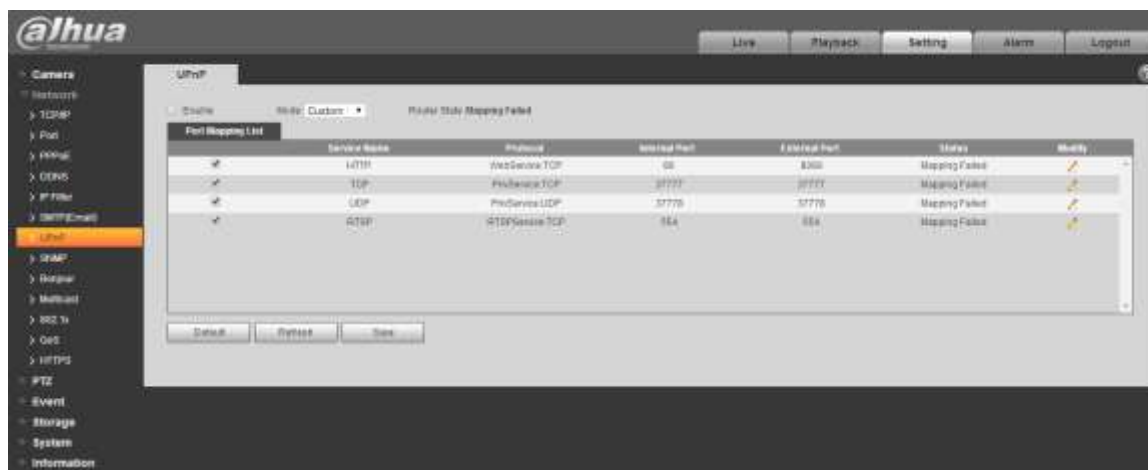 alhua
Live Playback Setting Alarm Logout
Camera
Network
TCP/IP
Port
PPPoE
DDNS
IP Filter
SMTP(Email)
UPnP
SNMP
Bonjour
Multicast
802.1x
QoS
HTTPS
PTZ
Event
Storage
System
Information
UPnP
Enable Mode Custom Router State Mapping Failed
Port Mapping List
Service Name Protocol Internal Port External Port Status Modify
HTTP WebService:TCP Mapping Failed
TCP PrivService:TCP 37777 37777 Mapping Failed
UDP PrivService:UDP 37778 37778 Mapping Failed
RTSP RTSPService:TCP 554 554 Mapping Failed
Default Refresh Save